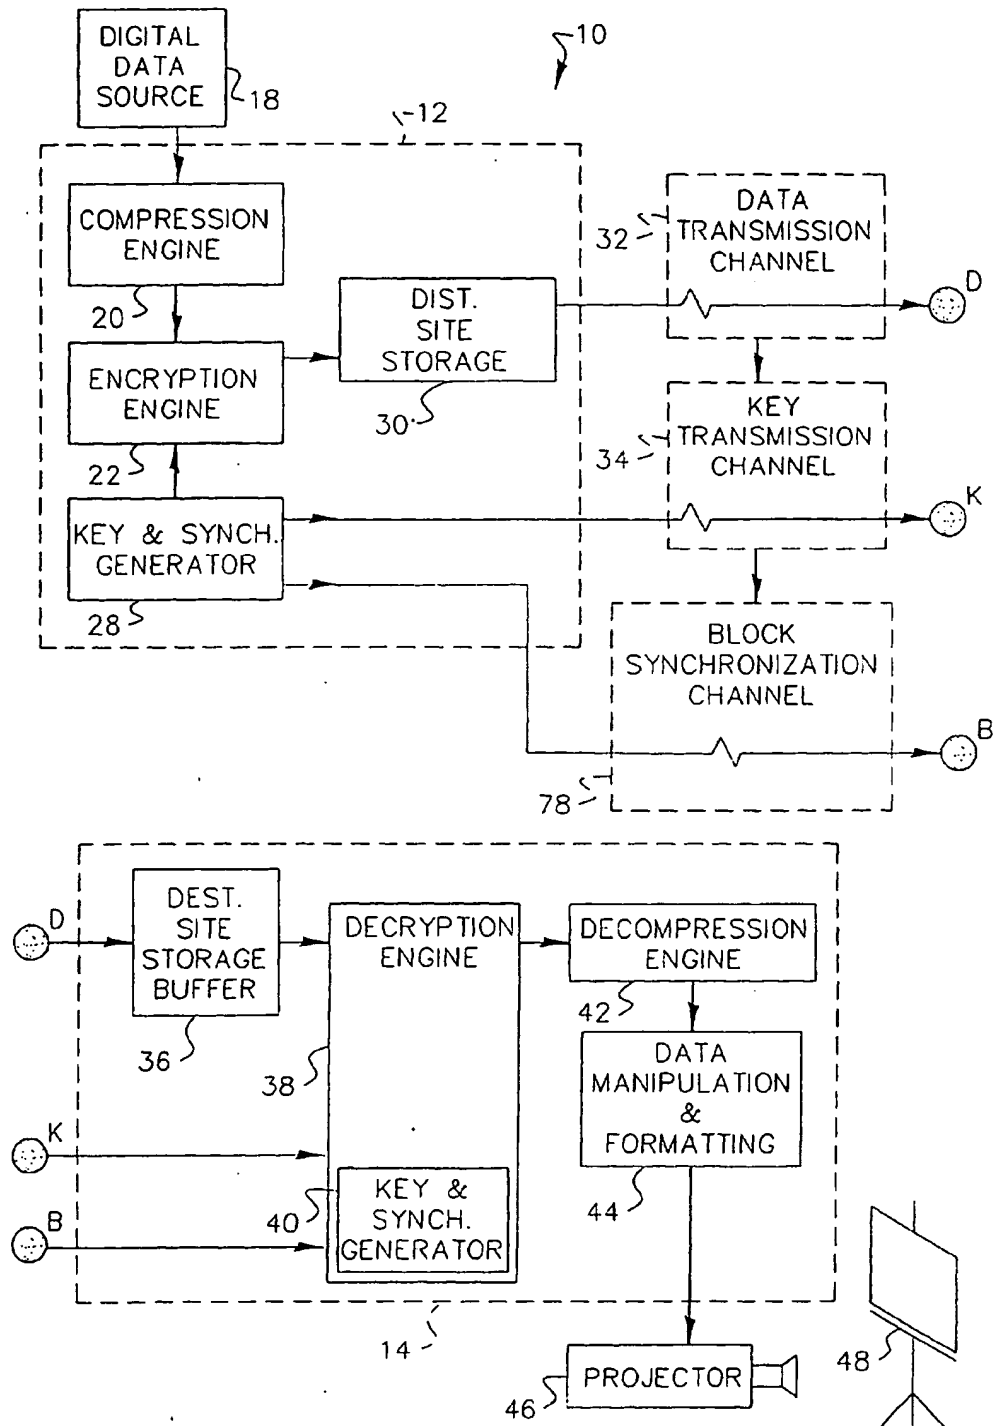 DIGITAL
DATA
SOURCE
18
10
12
COMPRESSION
ENGINE
20
ENCRYPTION
ENGINE
22
KEY & SYNCH.
GENERATOR
28
DIST.
SITE
STORAGE
30
DATA
TRANSMISSION
CHANNEL
32
D
KEY
TRANSMISSION
CHANNEL
34
K
BLOCK
SYNCHRONIZATION
CHANNEL
78
B
D
DEST.
SITE
STORAGE
BUFFER
36
DECRYPTION
ENGINE
38
K
B
40
KEY &
SYNCH.
GENERATOR
DECOMPRESSION
ENGINE
42
DATA
MANIPULATION
&
FORMATTING
44
14
PROJECTOR
46
48